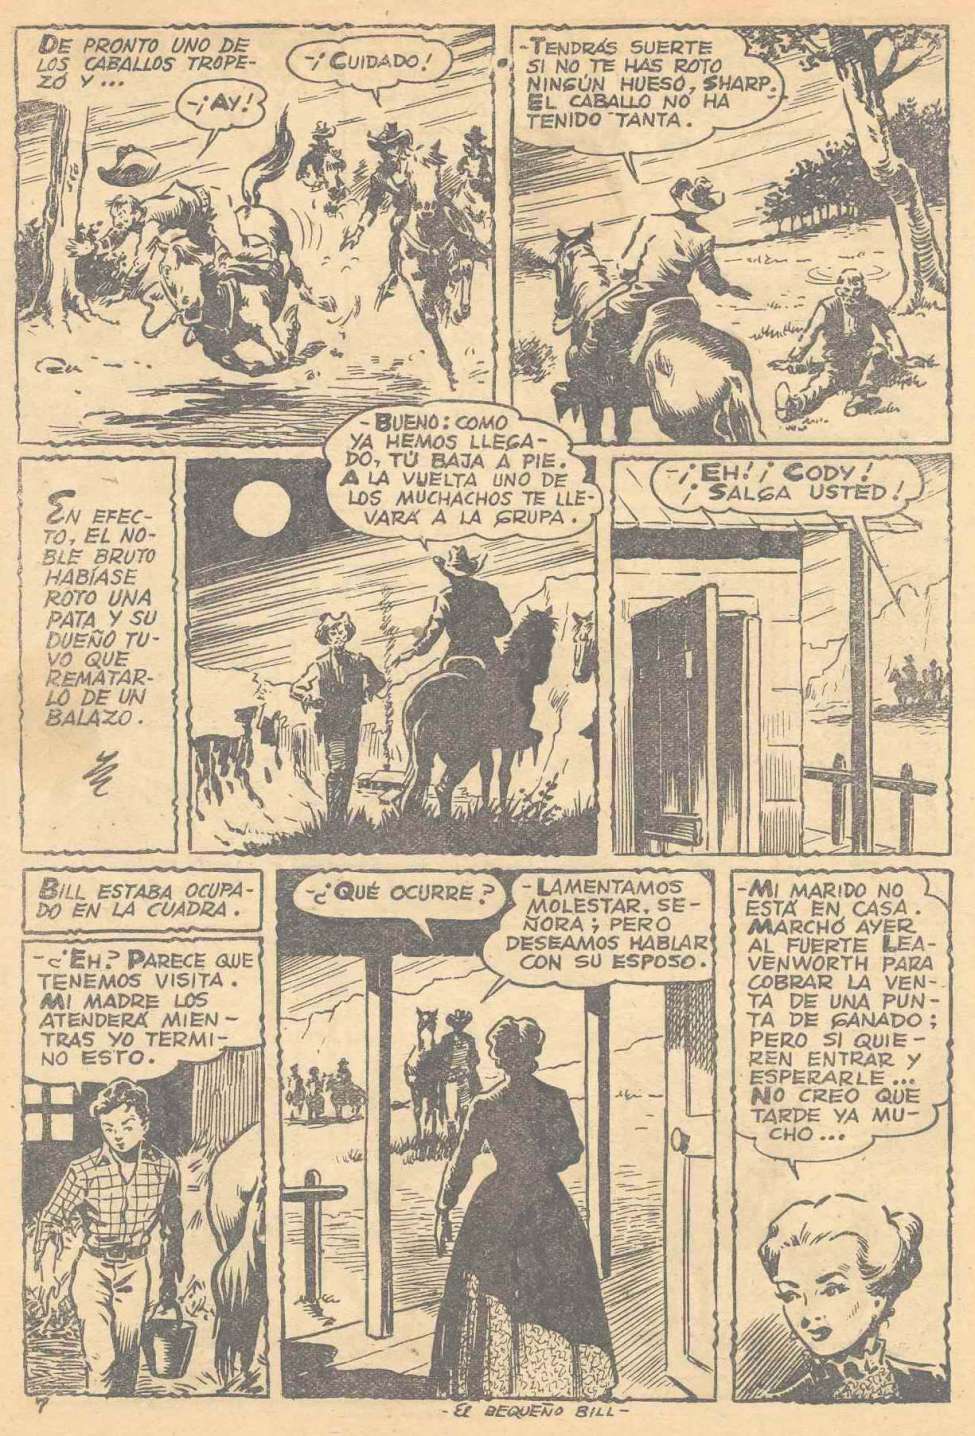 DE PRONTO UNO DE
LOS CABALLOS TROPE-
ZÓ Y ...
-¡AY!
-¡CUIDADO!
-TENDRÁS SUERTE
SI NO TE HAS ROTO
NINGÚN HUESO, SHARP.
EL CABALLO NO HA
TENIDO TANTA.
EN EFEC-
TO, EL NO-
BLE BRUTO
HABÍASE
ROTO UNA
PATA Y SU
DUEÑO TU-
VO QUE
REMATAR-
LO DE UN
BALAZO.
-BUENO: COMO
YA HEMOS LLEGA-
DO, TÚ BAJA A PIE.
A LA VUELTA UNO DE
LOS MUCHACHOS TE LLE-
VARÁ A LA GRUPA.
-¡EH! ¡CODY!
¡SALGA USTED!
BILL ESTABA OCUPA-
DO EN LA CUADRA.
-¿EH? PARECE QUE
TENEMOS VISITA.
MI MADRE LOS
ATENDERÁ MIEN-
TRAS YO TERMI-
NO ESTO.
-¿QUÉ OCURRE?
-LAMENTAMOS
MOLESTAR, SE-
ÑORA; PERO
DESEAMOS HABLAR
CON SU ESPOSO.
-MI MARIDO NO
ESTÁ EN CASA.
MARCHÓ AYER
AL FUERTE LEA-
VENWORTH PARA
COBRAR LA VEN-
TA DE UNA PUN-
TA DE GANADO;
PERO SI QUIE-
REN ENTRAR Y
ESPERARLE...
NO CREO QUE
TARDE YA MU-
CHO...
7
-EL PEQUEÑO BILL-